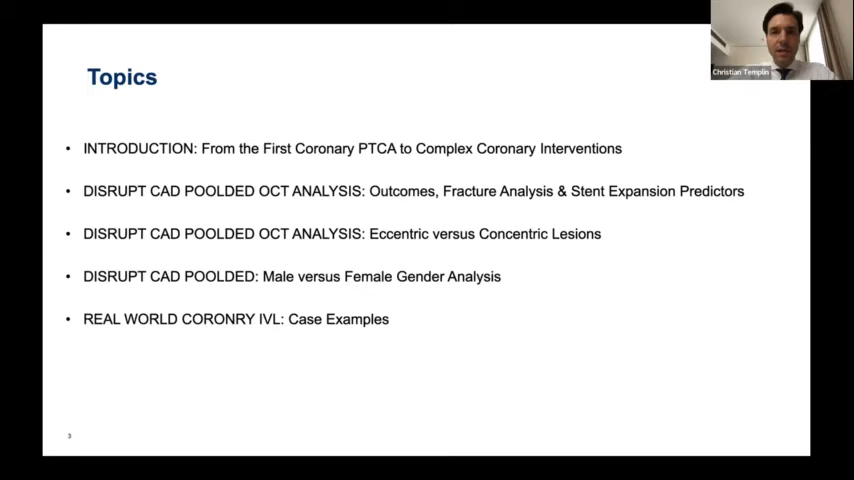 Christian Templin
Topics
• INTRODUCTION: From the First Coronary PTCA to Complex Coronary Interventions
• DISRUPT CAD POOLDED OCT ANALYSIS: Outcomes, Fracture Analysis & Stent Expansion Predictors
• DISRUPT CAD POOLDED OCT ANALYSIS: Eccentric versus Concentric Lesions
• DISRUPT CAD POOLDED: Male versus Female Gender Analysis
• REAL WORLD CORONRY IVL: Case Examples
3